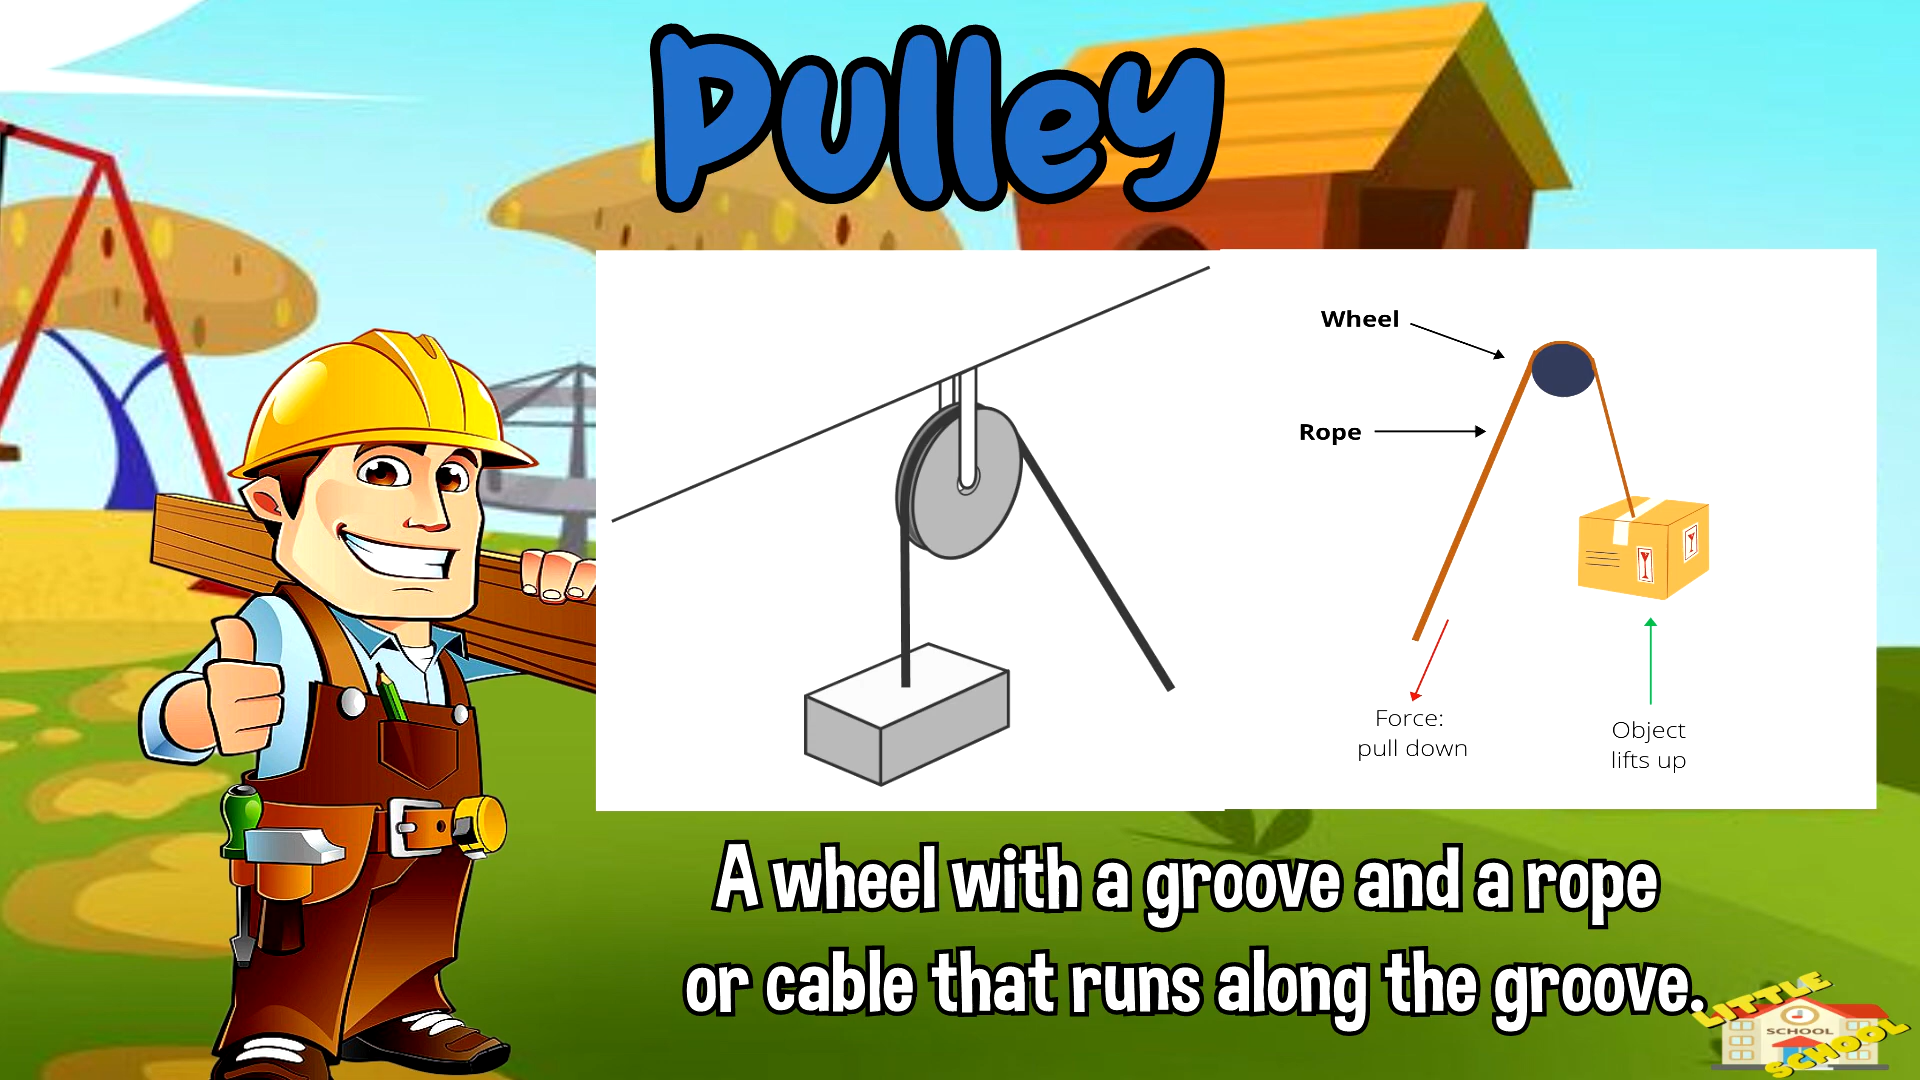 Pulley
Wheel
Rope
Force:
pull down
Object
lifts up
A wheel with a groove and a rope
or cable that runs along the groove.
LITTLE
SCHOOL
SCHOOL